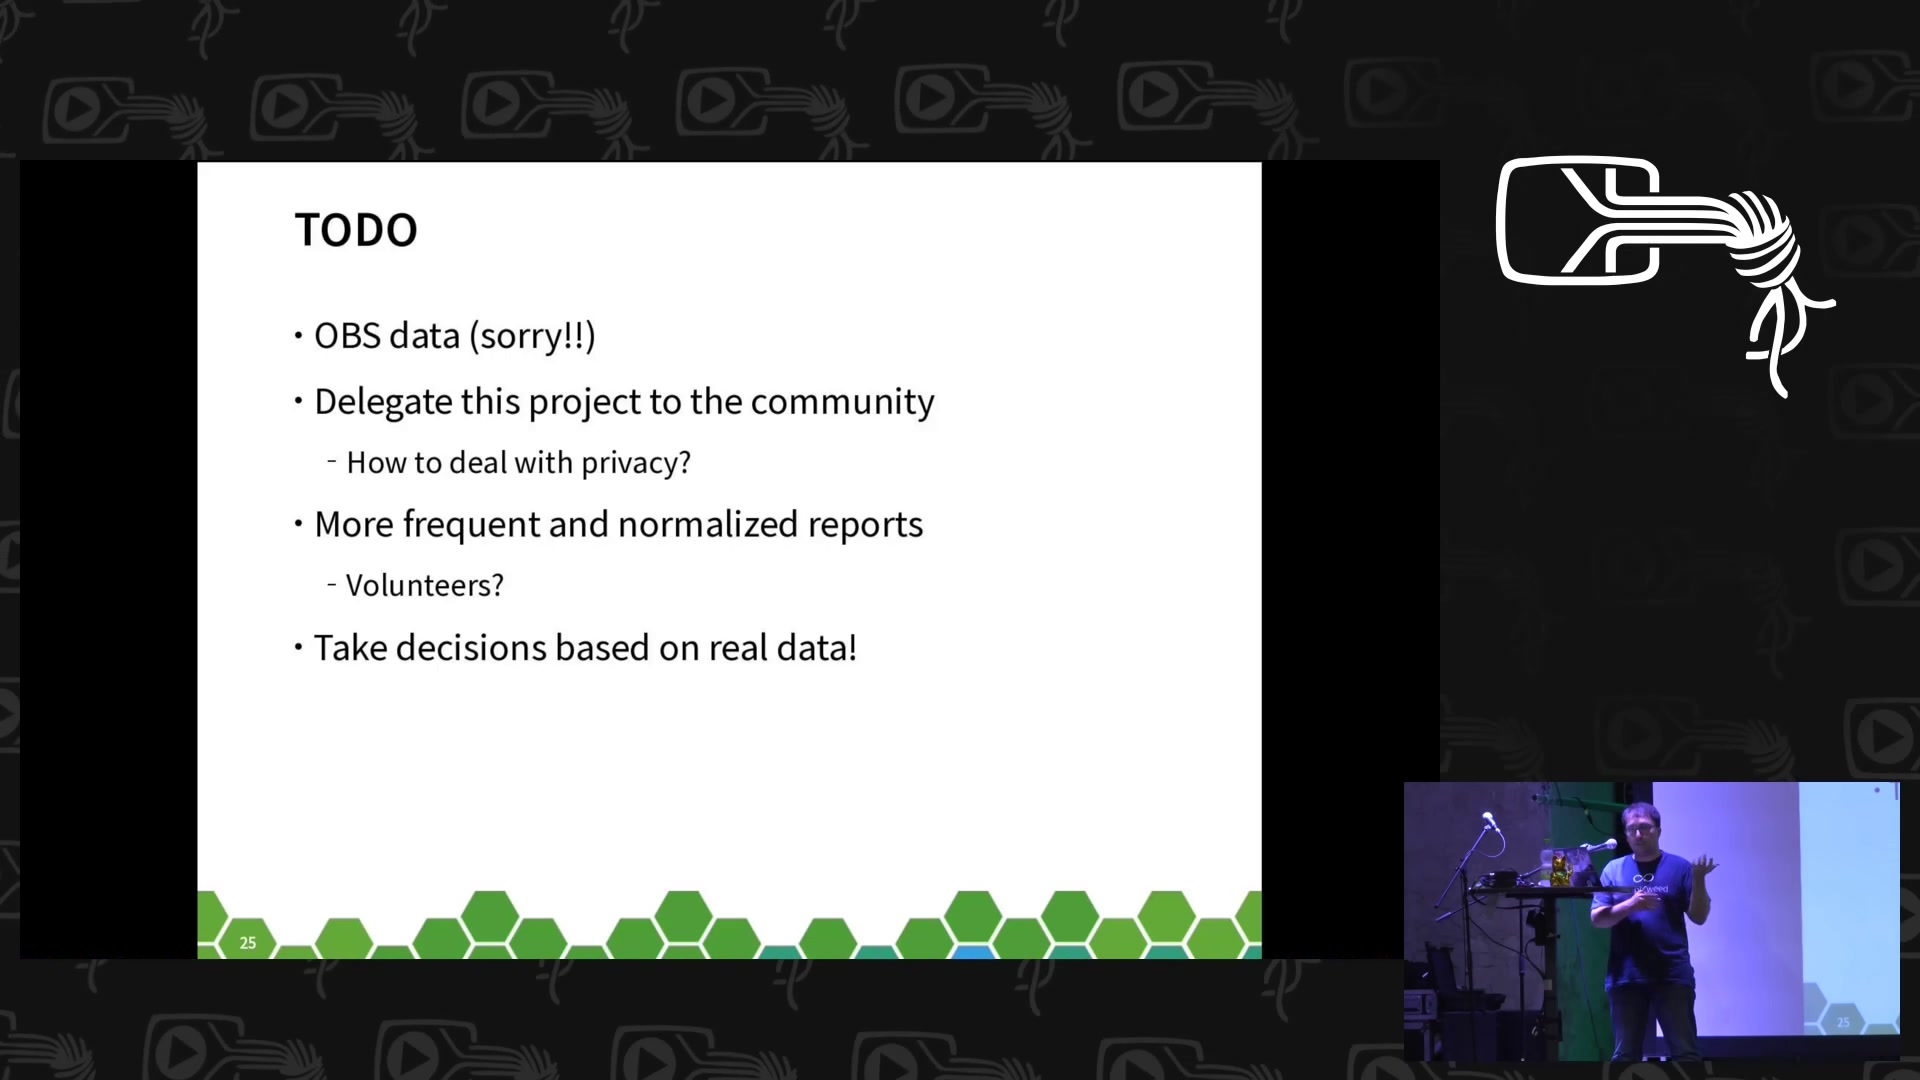 TODO
• OBS data (sorry!!)
• Delegate this project to the community
- How to deal with privacy?
• More frequent and normalized reports
- Volunteers?
• Take decisions based on real data!
25
25